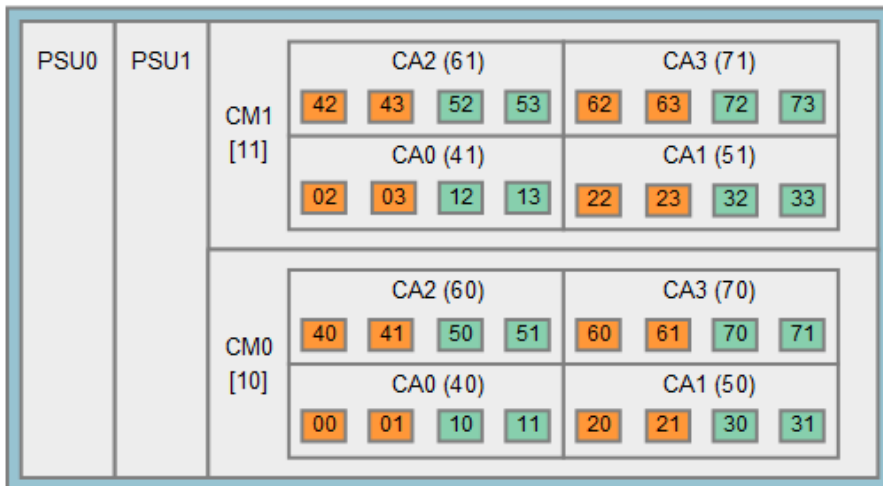 PSU0 PSU1
CM1
[11]
CA2 (61) CA3 (71)
42 43 52 53 62 63 72 73
CA0 (41) CA1 (51)
02 03 12 13 22 23 32 33
CM0
[10]
CA2 (60) CA3 (70)
40 41 50 51 60 61 70 71
CA0 (40) CA1 (50)
00 01 10 11 20 21 30 31